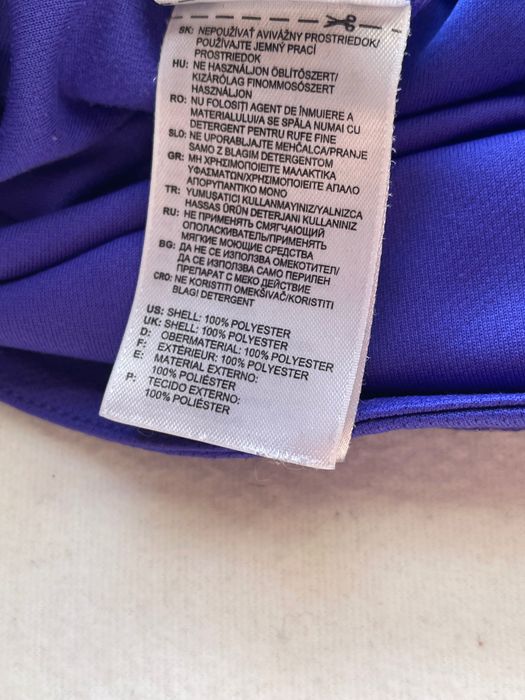 SK: NEPOUŽÍVAŤ AVIVÁŽNY PROSTRIEDOK/
POUŽÍVAJTE JEMNÝ PRACÍ
PROSTRIEDOK
HU: NE HASZNÁLJON ÖBLÍTŐSZERT/
KIZÁRÓLAG FINOMMOSÓSZERT
HASZNÁLJON
RO: NU FOLOSIȚI AGENT DE ÎNMUIERE A
MATERIALULUI/A SE SPĂLA NUMAI CU
DETERGENT PENTRU RUFE FINE
SLO: NE UPORABLJAJTE MEHČALCA/PRANJE
SAMO Z BLAGIM DETERGENTOM
GR: ΜΗ ΧΡΗΣΙΜΟΠΟΙΕΙΤΕ ΜΑΛΑΚΤΙΚΑ
ΥΦΑΣΜΑΤΩΝ/ΧΡΗΣΙΜΟΠΟΙΕΙΤΕ ΑΠΑΛΟ
ΑΠΟΡΥΠΑΝΤΙΚΟ ΜΟΝΟ
TR: YUMUŞATICI KULLANMAYINIZ/YALNIZCA
HASSAS ÜRÜN DETERJANI KULLANINIZ
RU: НЕ ПРИМЕНЯТЬ СМЯГЧАЮЩИЙ
ОПОЛАСКИВАТЕЛЬ/ПРИМЕНЯТЬ
МЯГКИЕ МОЮЩИЕ СРЕДСТВА
BG: ДА НЕ СЕ ИЗПОЛЗВА ОМЕКОТИТЕЛ/
ДА СЕ ИЗПОЛЗВА САМО ПЕРИЛЕН
ПРЕПАРАТ С МЕКО ДЕЙСТВИЕ
CRO: NE KORISTITI OMEKŠIVAČ/KORISTITI
BLAGI DETERGENT
US: SHELL: 100% POLYESTER
UK: SHELL: 100% POLYESTER
D: OBERMATERIAL: 100% POLYESTER
F: EXTÉRIEUR: 100% POLYESTER
E: MATERIAL EXTERNO:
100% POLIÉSTER
P: TECIDO EXTERNO:
100% POLIÉSTER